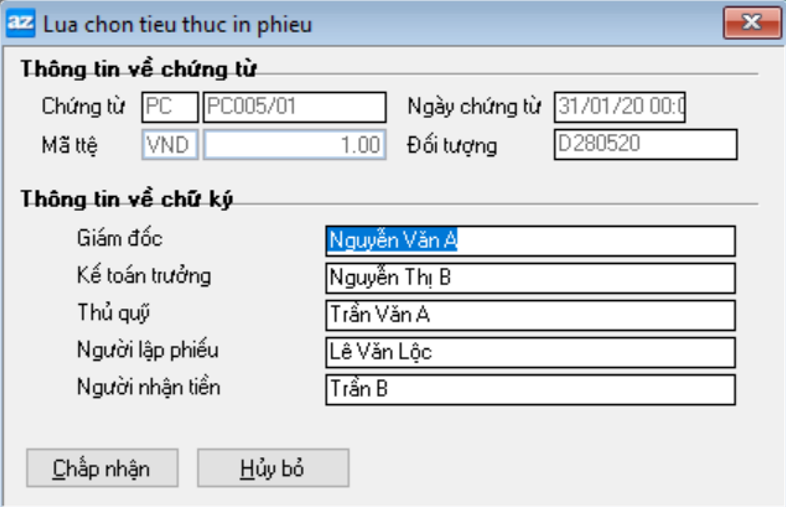 az Lua chon tieu thuc in phieu
Thông tin về chứng từ
Chứng từ PC PC005/01 Ngày chứng từ 31/01/20 00:0
Mã ttệ VND 1.00 Đối tượng D280520
Thông tin về chữ ký
Giám đốc Nguyễn Văn A
Kế toán trưởng Nguyễn Thị B
Thủ quỹ Trần Văn A
Người lập phiếu Lê Văn Lộc
Người nhận tiền Trần B
Chấp nhận Hủy bỏ